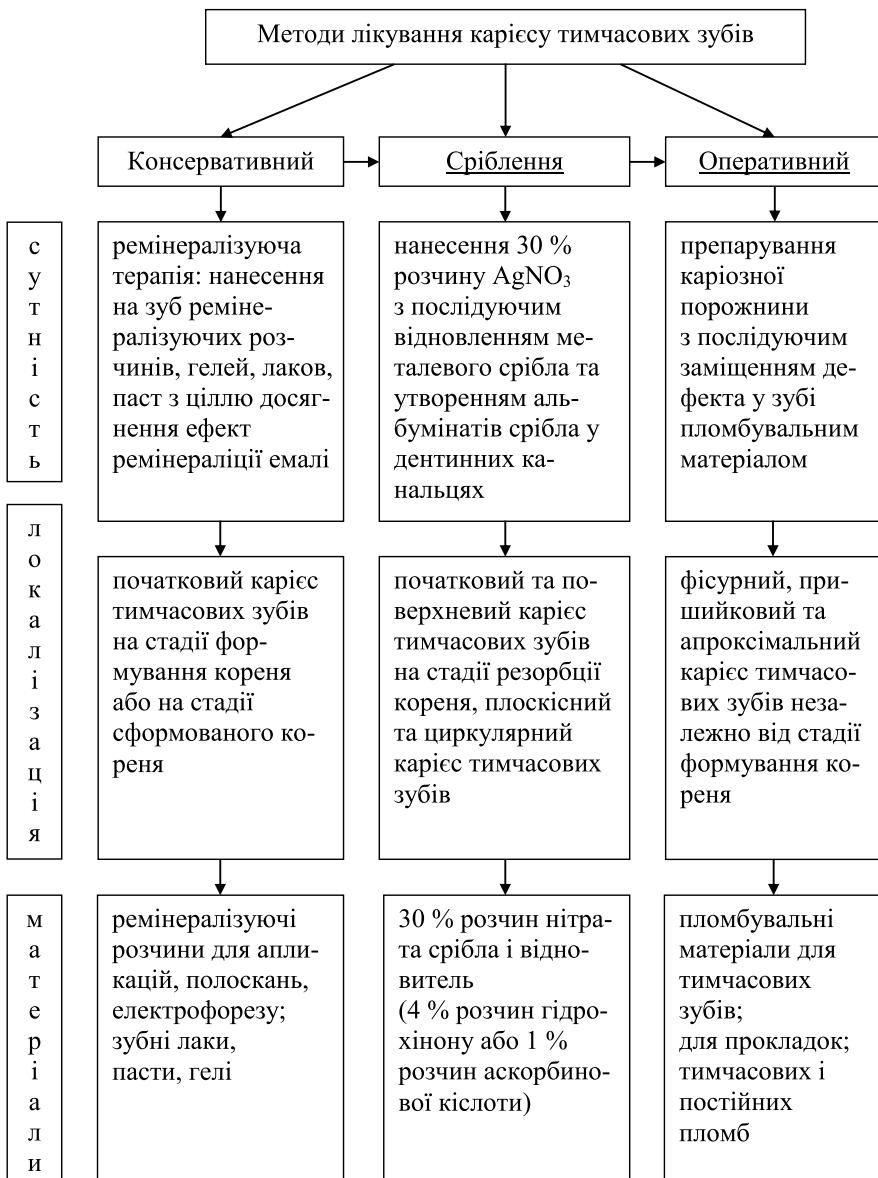 Методи лікування карієсу тимчасових зубів
Консервативний
Сріблення
Оперативний
сутність
ремінералізуюча
терапія: нанесення
на зуб реміне-
ралізуючих роз-
чинів, гелей, лаков,
паст з ціллю досяг-
нення ефект
ремінераліції емалі
нанесення 30 %
розчину AgNO₃
з послідуючим
відновленням ме-
талевого срібла та
утворенням аль-
бумінатів срібла у
дентинних ка-
нальцях
препарування
каріозної
порожнини
з послідуючим
заміщенням де-
фекта у зубі
пломбувальним
матеріалом
локалізація
початковий карієс
тимчасових зубів
на стадії фор-
мування кореня
або на стадії
сформованого ко-
реня
початковий та по-
верхневий карієс
тимчасових зубів
на стадії резорбції
кореня, плоскісний
та циркулярний
карієс тимчасових
зубів
фісурний, при-
шийковий та
апроксімальний
карієс тимчасо-
вих зубів неза-
лежно від стадії
формування ко-
реня
матеріали
ремінералізуючі
розчини для апли-
кацій, полоскань,
електрофорезу;
зубні лаки,
пасти, гелі
30 % розчин нітра-
та срібла і відно-
витель
(4 % розчин гідро-
хінону або 1 %
розчин аскорбино-
вої кіслоти)
пломбувальні
матеріали для
тимчасових
зубів;
для прокладок;
тимчасових і
постійних
пломб